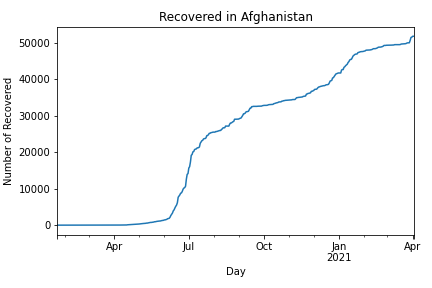 Recovered in Afghanistan
Number of Recovered
50000
40000
30000
20000
10000
0
Apr Jul Oct Jan Apr
2021
Day